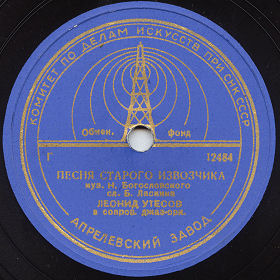 КОМИТЕТ ПО ДЕЛАМ ИСКУССТВ ПРИ СНК СССР
Обмен. фонд
Г 12484
ПЕСНЯ СТАРОГО ИЗВОЗЧИКА
муз. Н. Богословского
сл. Б. Ласкина
ЛЕОНИД УТЕСОВ
в сопров. джаз-орк.
АПРЕЛЕВСКИЙ ЗАВОД